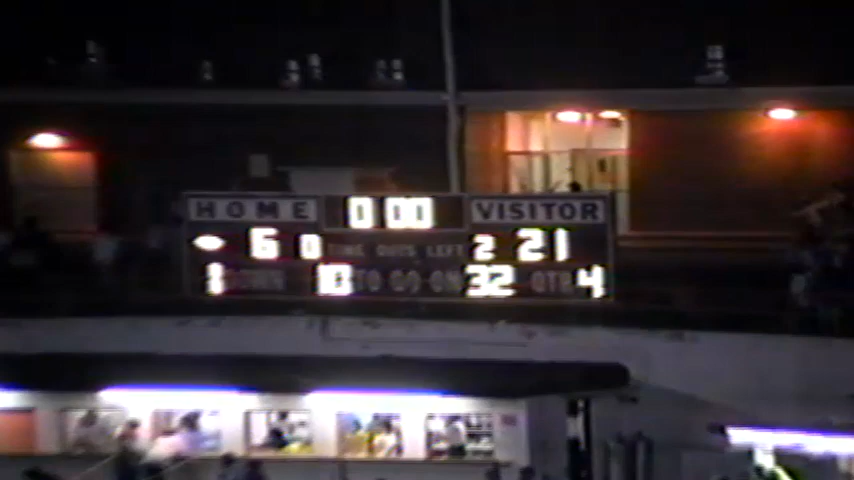 HOME 0 00 VISITOR
6 0 TIME OUTS LEFT 2 21
1 DOWN 10 TO GO ON 32 QTR 4